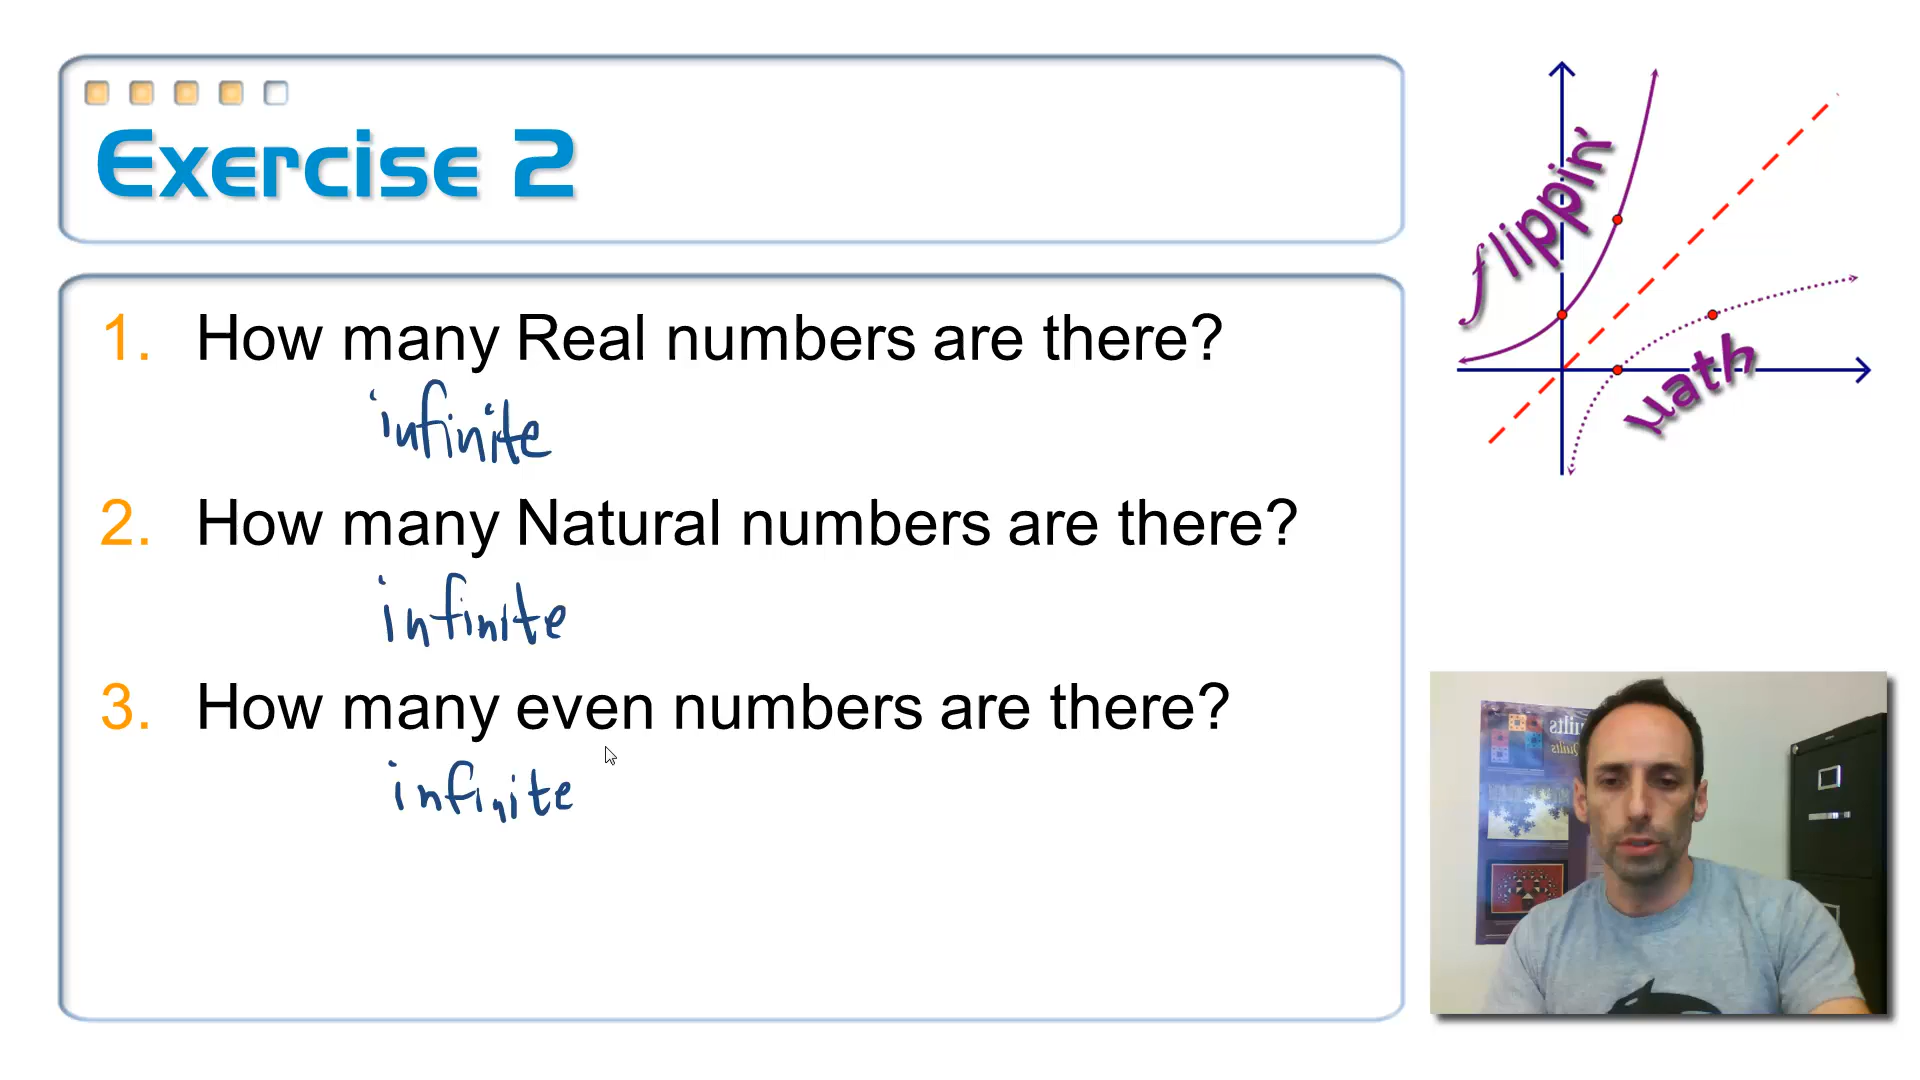 Exercise 2
1. How many Real numbers are there?
infinite
2. How many Natural numbers are there?
infinite
3. How many even numbers are there?
infinite
flippin'
math